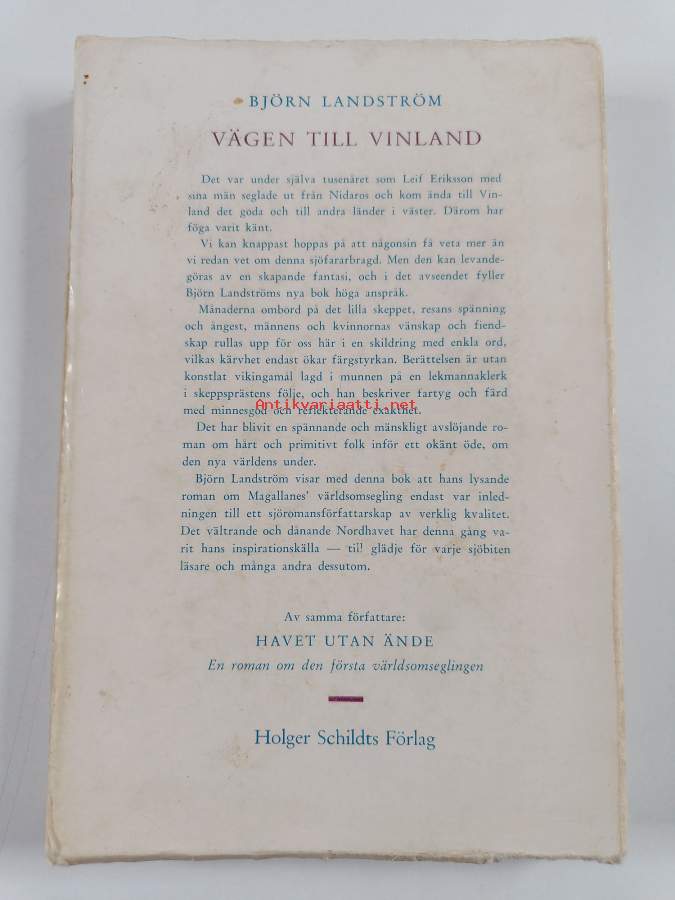 BJÖRN LANDSTRÖM
VÄGEN TILL VINLAND
Det var under själva tusenåret som Leif Eriksson med
sina män seglade ut från Nidaros och kom ända till Vin-
land det goda och till andra länder i väster. Därom har
föga varit känt.
Vi kan knappast hoppas på att någonsin få veta mer än
vi redan vet om denna sjöfararbragd. Men den kan levande-
göras av en skapande fantasi, och i det avseendet fyller
Björn Landströms nya bok höga anspråk.
Månaderna ombord på det lilla skeppet, resans spänning
och ångest, männens och kvinnornas vänskap och fiend-
skap rullas upp för oss här i en skildring med enkla ord,
vilkas kärvhet endast ökar färgstyrkan. Berättelsen är utan
konstlat vikingamål lagd i munnen på en lekmannaklerk
i skeppsprästens följe, och han beskriver fartyg och färd
med minnesgod och reflekterande exakthet.
Antikvariaatti.net
Det har blivit en spännande och mänskligt avslöjande ro-
man om hårt och primitivt folk inför ett okänt öde, om
den nya världens under.
Björn Landström visar med denna bok att hans lysande
roman om Magallanes' världsomsegling endast var inled-
ningen till ett sjöromansförfattarskap av verklig kvalitet.
Det vältrande och dånande Nordhavet har denna gång va-
rit hans inspirationskälla — til! glädje för varje sjöbiten
läsare och många andra dessutom.
Av samma författare:
HAVET UTAN ÄNDE
En roman om den första världsomseglingen
Holger Schildts Förlag